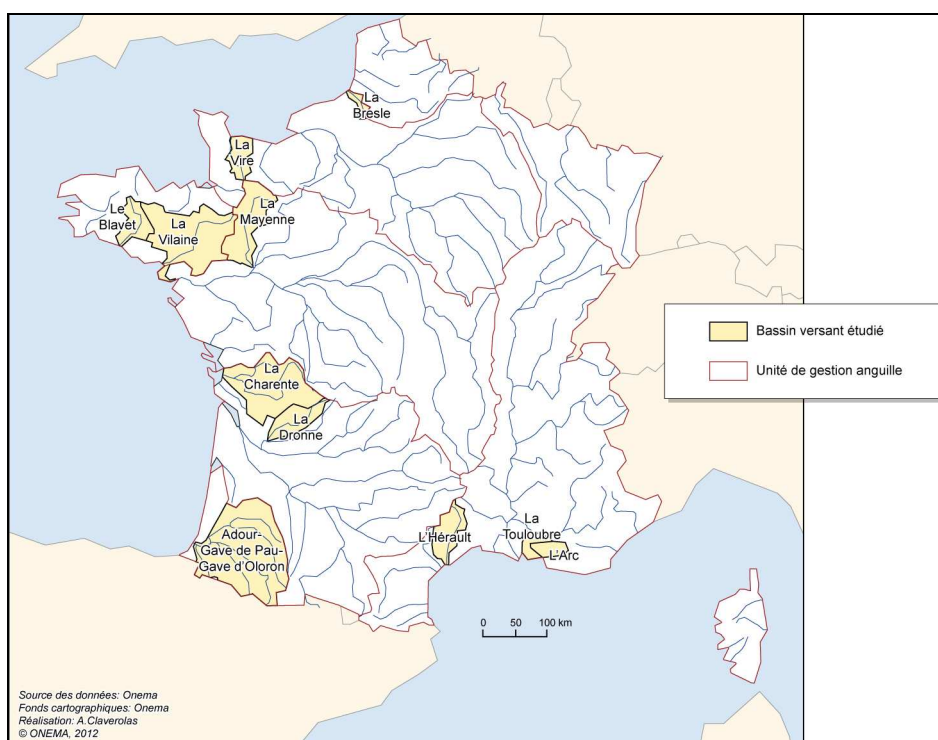 La
Bresle
La
Vire
Le
Blavet
La
Vilaine
La
Mayenne
Bassin versant étudié
Unité de gestion anguille
La
Charente
La
Dronne
Adour-
Gave de Pau-
Gave d'Oloron
L'Hérault
La
Touloubre
L'Arc
0 50 100 km
Source des données: Onema
Fonds cartographiques: Onema
Réalisation: A.Claverolas
© ONEMA, 2012